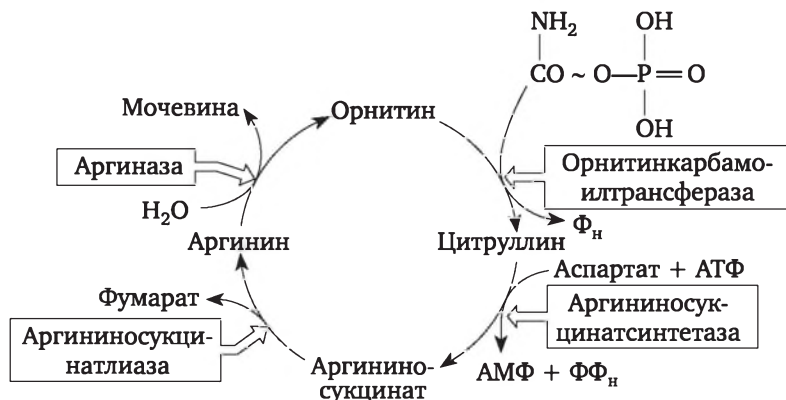 NH₂
OH
CO ~ O—P=O
OH
Мочевина
Орнитин
Аргиназа
Орнитинкарбамо-
илтрансфераза
H₂O
Фн
Аргинин
Цитруллин
Аспартат + АТФ
Фумарат
Аргининосук-
цинатсинтетаза
Аргининосукци-
натлиаза
Аргинино-
сукцинат
АМФ + ФФн